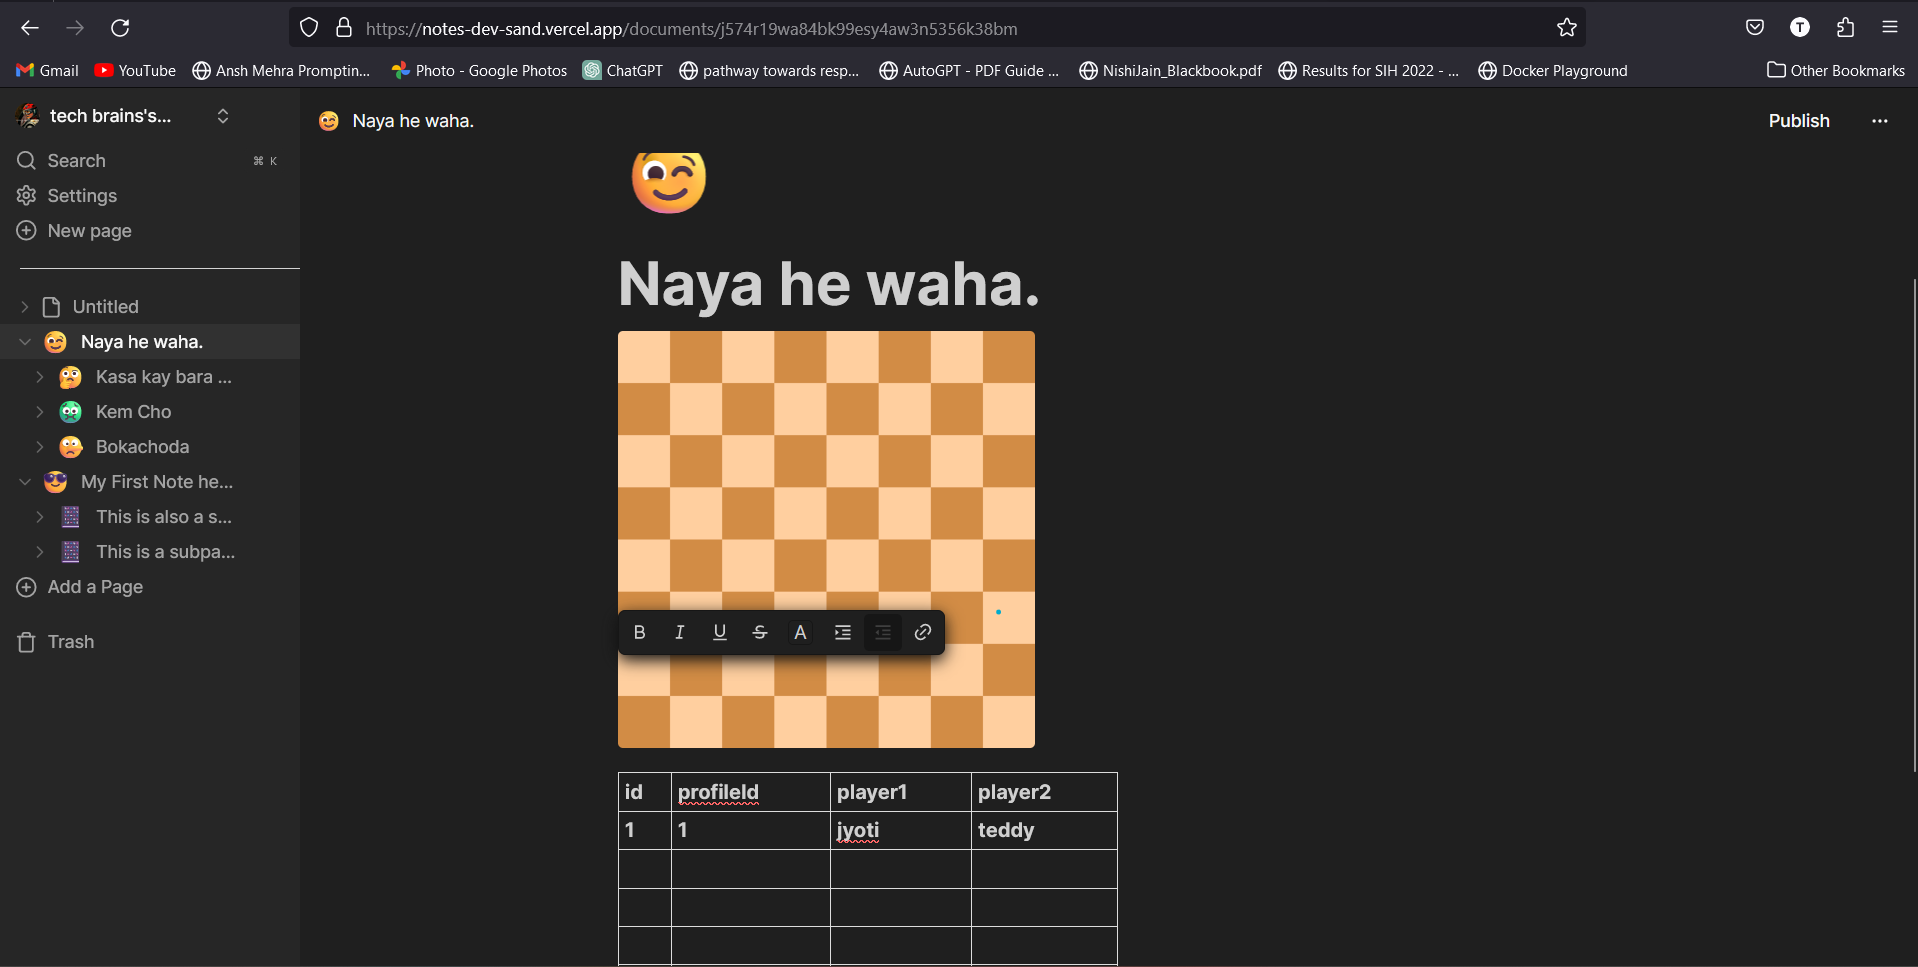 https://notes-dev-sand.vercel.app/documents/j574r19wa84bk99esy4aw3n5356k38bm
T
Gmail YouTube Ansh Mehra Promptin... Photo - Google Photos ChatGPT pathway towards resp... AutoGPT - PDF Guide ... NishiJain_Blackbook.pdf Results for SIH 2022 - ... Docker Playground Other Bookmarks
tech brains's...
Search ⌘ K
Settings
New page
Untitled
Naya he waha.
Kasa kay bara ...
Kem Cho
Bokachoda
My First Note he...
This is also a s...
This is a subpa...
Add a Page
Trash
Naya he waha. Publish ...
Naya he waha.
B I U S A
id profileId player1 player2
1 1 jyoti teddy